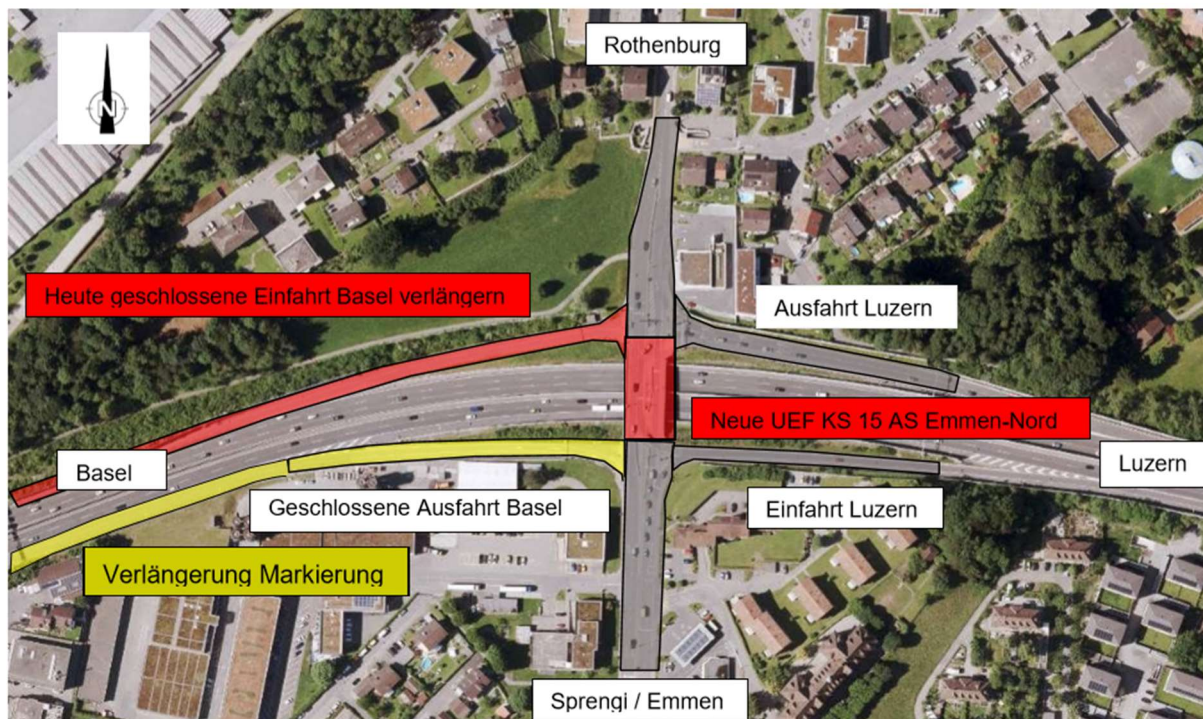 Rothenburg
N
Heute geschlossene Einfahrt Basel verlängern
Ausfahrt Luzern
Neue UEF KS 15 AS Emmen-Nord
Basel
Luzern
Geschlossene Ausfahrt Basel
Einfahrt Luzern
Verlängerung Markierung
Sprengi / Emmen